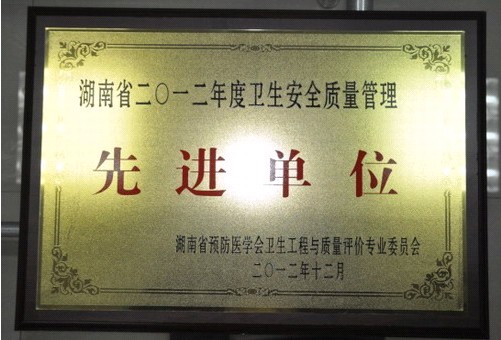 湖南省二〇一二年度卫生安全质量管理
先进单位
湖南省预防医学会卫生工程与质量评价专业委员会
二〇一二年十二月